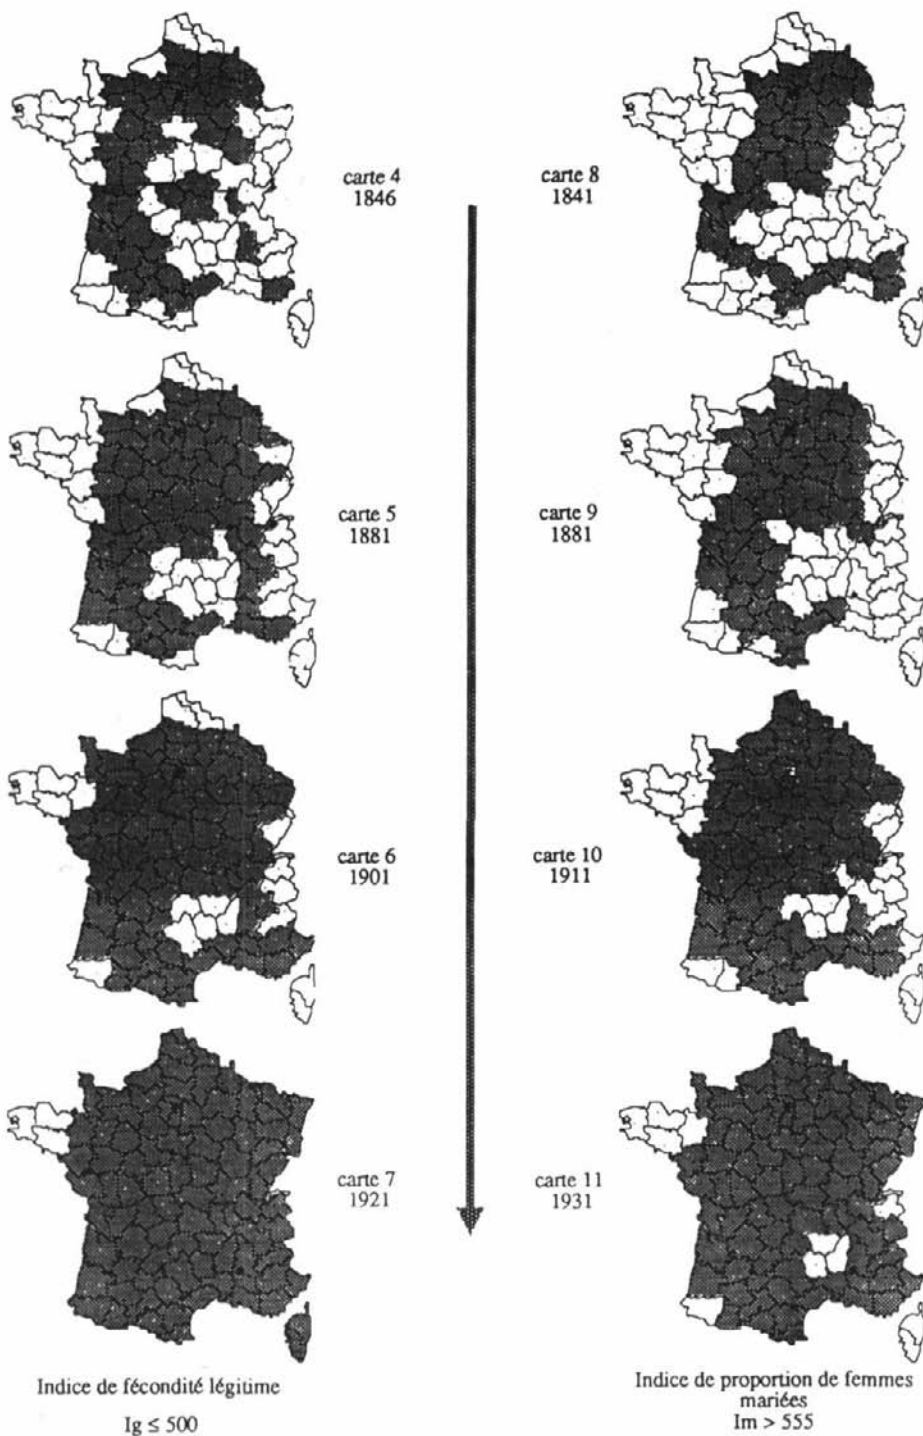 carte 4
1846
carte 8
1841
carte 5
1881
carte 9
1881
carte 6
1901
carte 10
1911
carte 7
1921
carte 11
1931
Indice de fécondité légitime
Ig ≤ 500
Indice de proportion de femmes
mariées
Im > 555